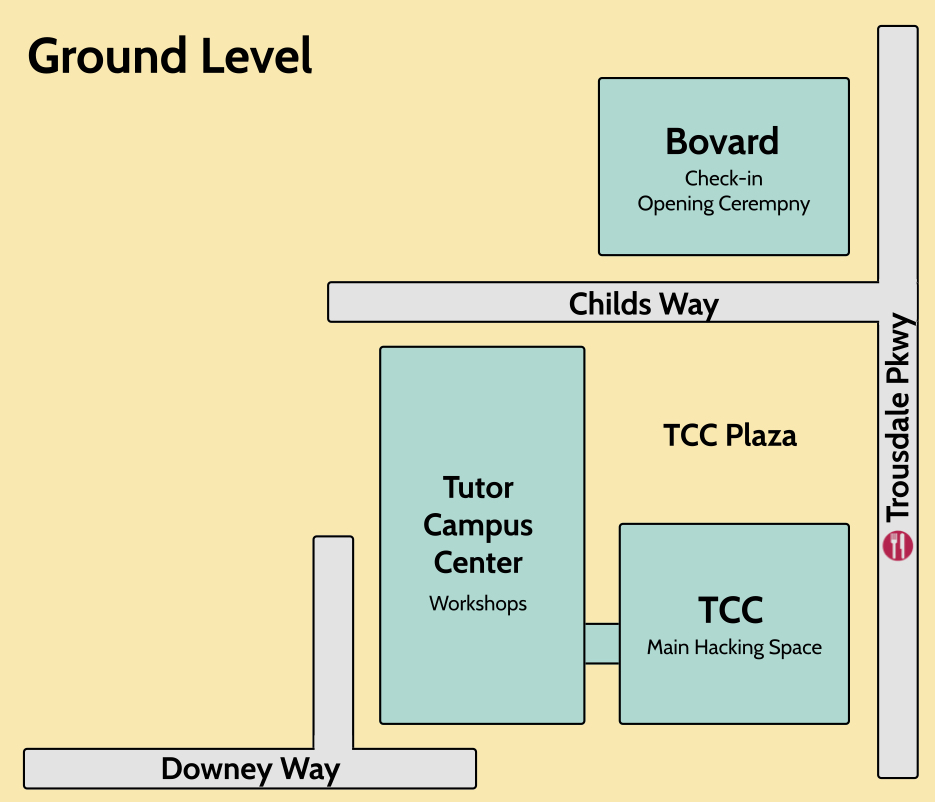 Ground Level
Bovard
Check-in
Opening Cerempny
Childs Way
Trousdale Pkwy
TCC Plaza
Tutor
Campus
Center
Workshops
TCC
Main Hacking Space
Downey Way